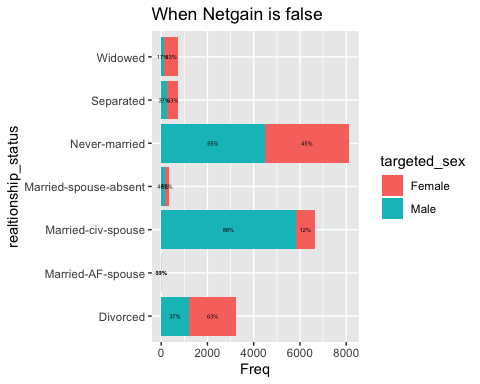 When Netgain is false
realtionship_status
Widowed
Separated
Never-married
Married-spouse-absent
Married-civ-spouse
Married-AF-spouse
Divorced
37%
55% 45%
12%
37% 63%
0 2000 4000 6000 8000
Freq
targeted_sex
Female
Male